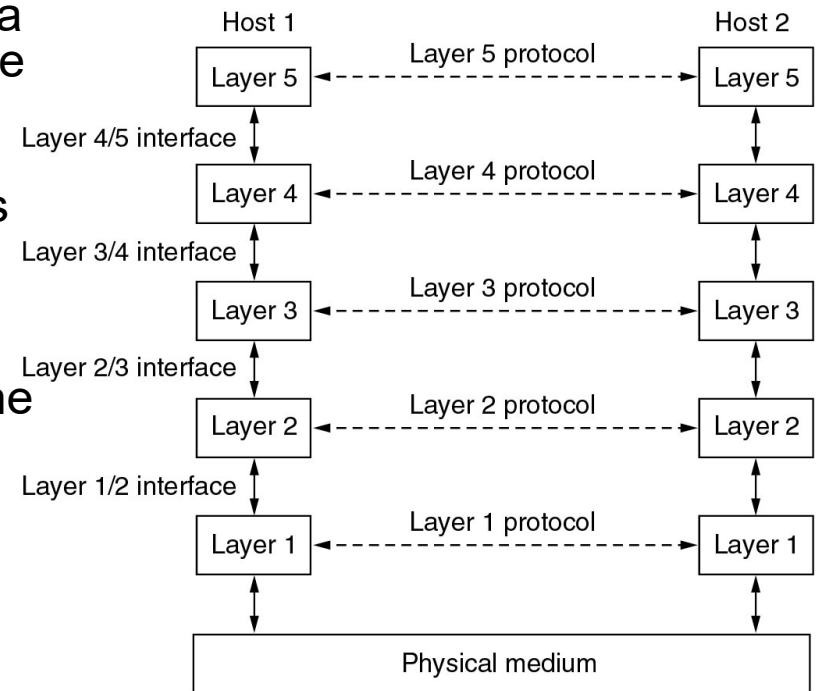 a
e
s
ne
Host 1 Host 2
Layer 5 protocol
Layer 5 Layer 5
Layer 4/5 interface
Layer 4 protocol
Layer 4 Layer 4
Layer 3/4 interface
Layer 3 protocol
Layer 3 Layer 3
Layer 2/3 interface
Layer 2 protocol
Layer 2 Layer 2
Layer 1/2 interface
Layer 1 protocol
Layer 1 Layer 1
Physical medium